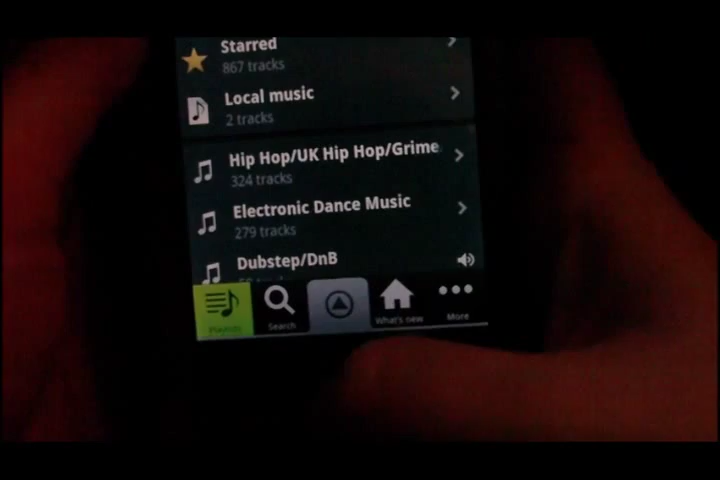 Starred
867 tracks
Local music
2 tracks
Hip Hop/UK Hip Hop/Grime
324 tracks
Electronic Dance Music
279 tracks
Dubstep/DnB
Playlists
Search
What's new
More